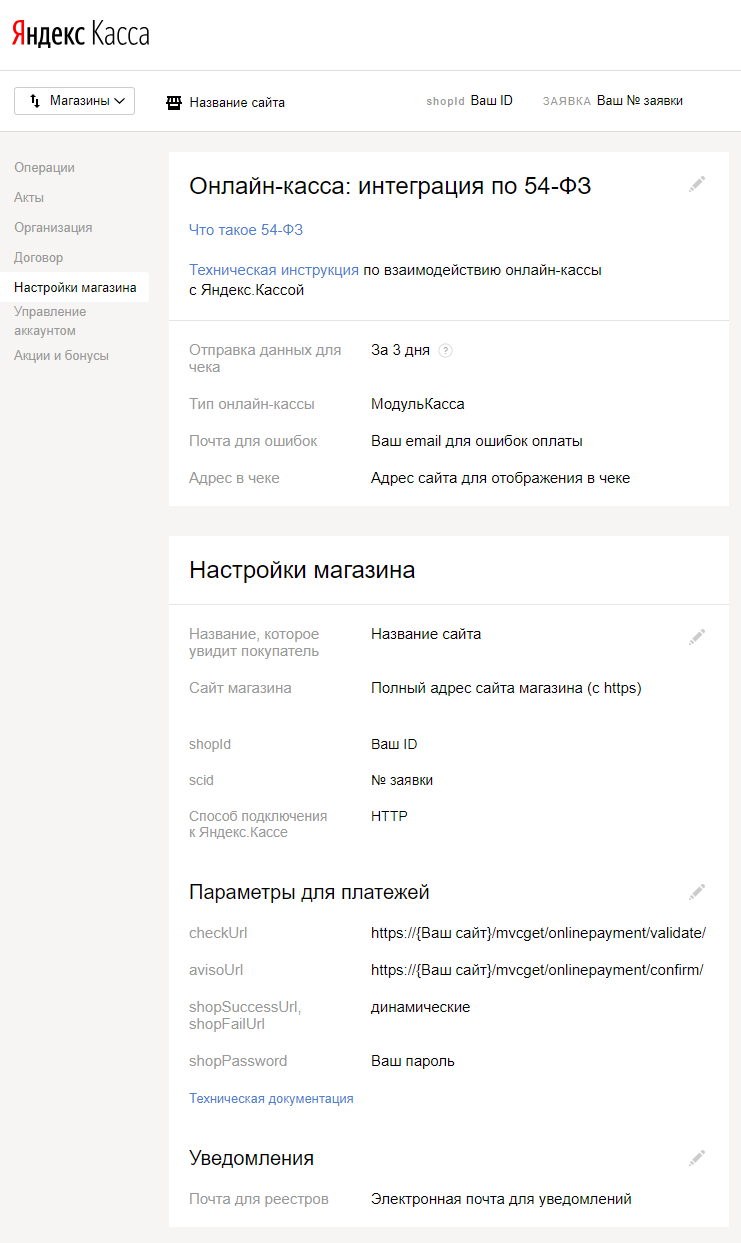 Яндекс Касса
Магазины
Название сайта
shopId Ваш ID
ЗАЯВКА Ваш № заявки
Операции
Акты
Организация
Договор
Настройки магазина
Управление
аккаунтом
Акции и бонусы
Онлайн-касса: интеграция по 54-ФЗ
Что такое 54-ФЗ
Техническая инструкция по взаимодействию онлайн-кассы
с Яндекс.Кассой
Отправка данных для
чека
За 3 дня ?
Тип онлайн-кассы
МодульКасса
Почта для ошибок
Ваш email для ошибок оплаты
Адрес в чеке
Адрес сайта для отображения в чеке
Настройки магазина
Название, которое
увидит покупатель
Название сайта
Сайт магазина
Полный адрес сайта магазина (с https)
shopId
Ваш ID
scid
№ заявки
Способ подключения
к Яндекс.Кассе
HTTP
Параметры для платежей
checkUrl
https://{Ваш сайт}/mvcget/onlinepayment/validate/
avisoUrl
https://{Ваш сайт}/mvcget/onlinepayment/confirm/
shopSuccessUrl,
shopFailUrl
динамические
shopPassword
Ваш пароль
Техническая документация
Уведомления
Почта для реестров
Электронная почта для уведомлений